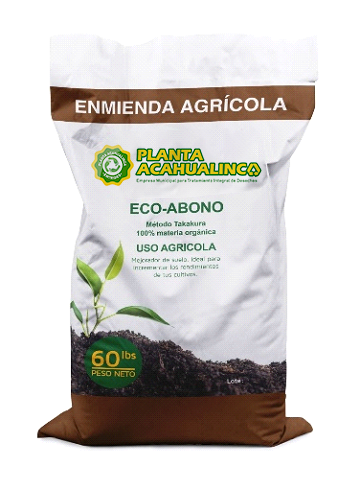 ENMIENDA AGRÍCOLA
PLANTA
ACAHUALINCA
Empresa Municipal para Tratamiento Integral de Desechos
ECO-ABONO
Método Takakura
100% materia orgánica
USO AGRICOLA
Mejorador de suelo, ideal para
incrementar los rendimientos
de tus cultivos.
60 lbs
PESO NETO
Lote: